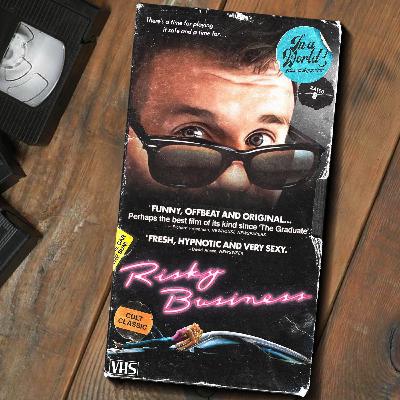 There's a time for playing
it safe and a time for...
In a
World!
RATED
"FUNNY, OFFBEAT AND ORIGINAL...
Perhaps the best film of its kind since 'The Graduate'.
"FRESH, HYPNOTIC AND VERY SEXY.
Risky
Business
CULT
CLASSIC
VHS